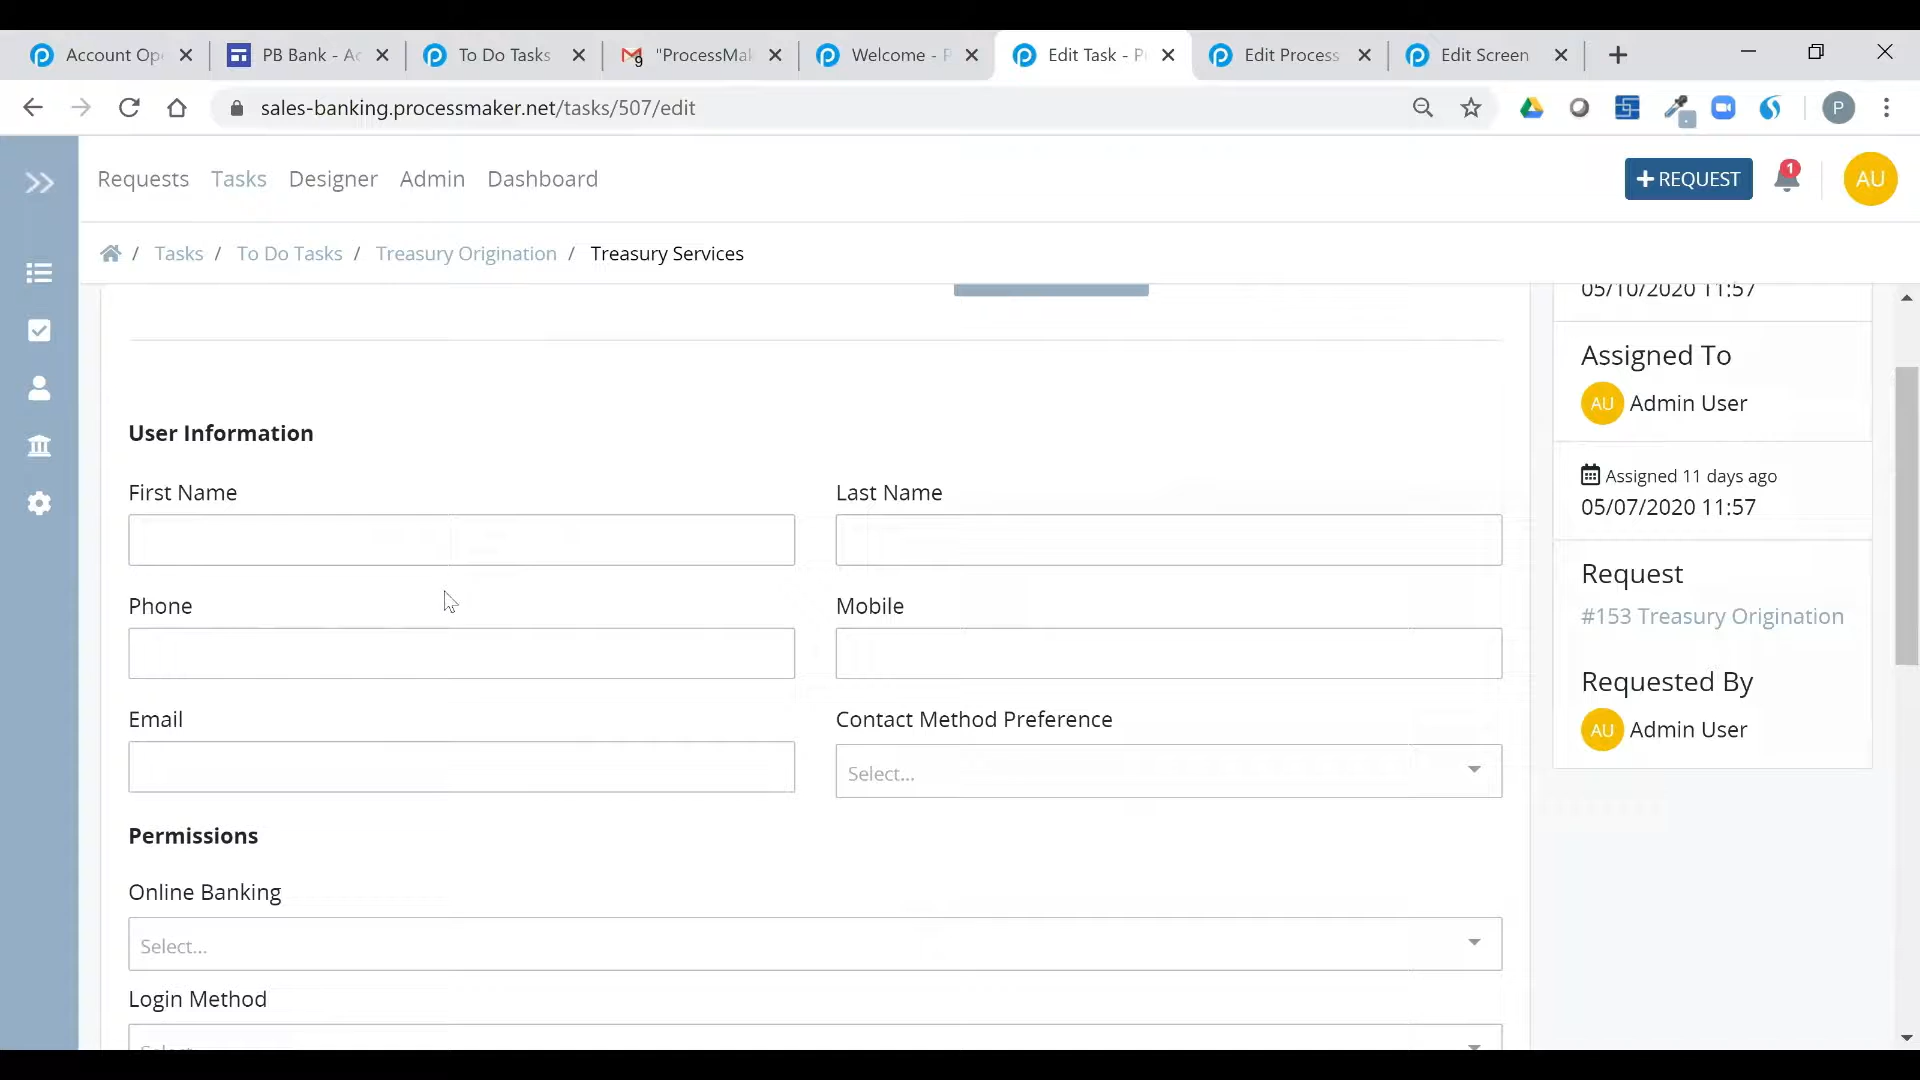 Account Op
PB Bank - Ac
To Do Tasks
"ProcessMak
Welcome - P
Edit Task - P
Edit Process
Edit Screen
sales-banking.processmaker.net/tasks/507/edit
P
Requests Tasks Designer Admin Dashboard
+ REQUEST
1
AU
/ Tasks / To Do Tasks / Treasury Origination / Treasury Services
05/10/2020 11:57
Assigned To
AU Admin User
Assigned 11 days ago
05/07/2020 11:57
Request
#153 Treasury Origination
Requested By
AU Admin User
User Information
First Name
Last Name
Phone
Mobile
Email
Contact Method Preference
Select...
Permissions
Online Banking
Select...
Login Method
Select...